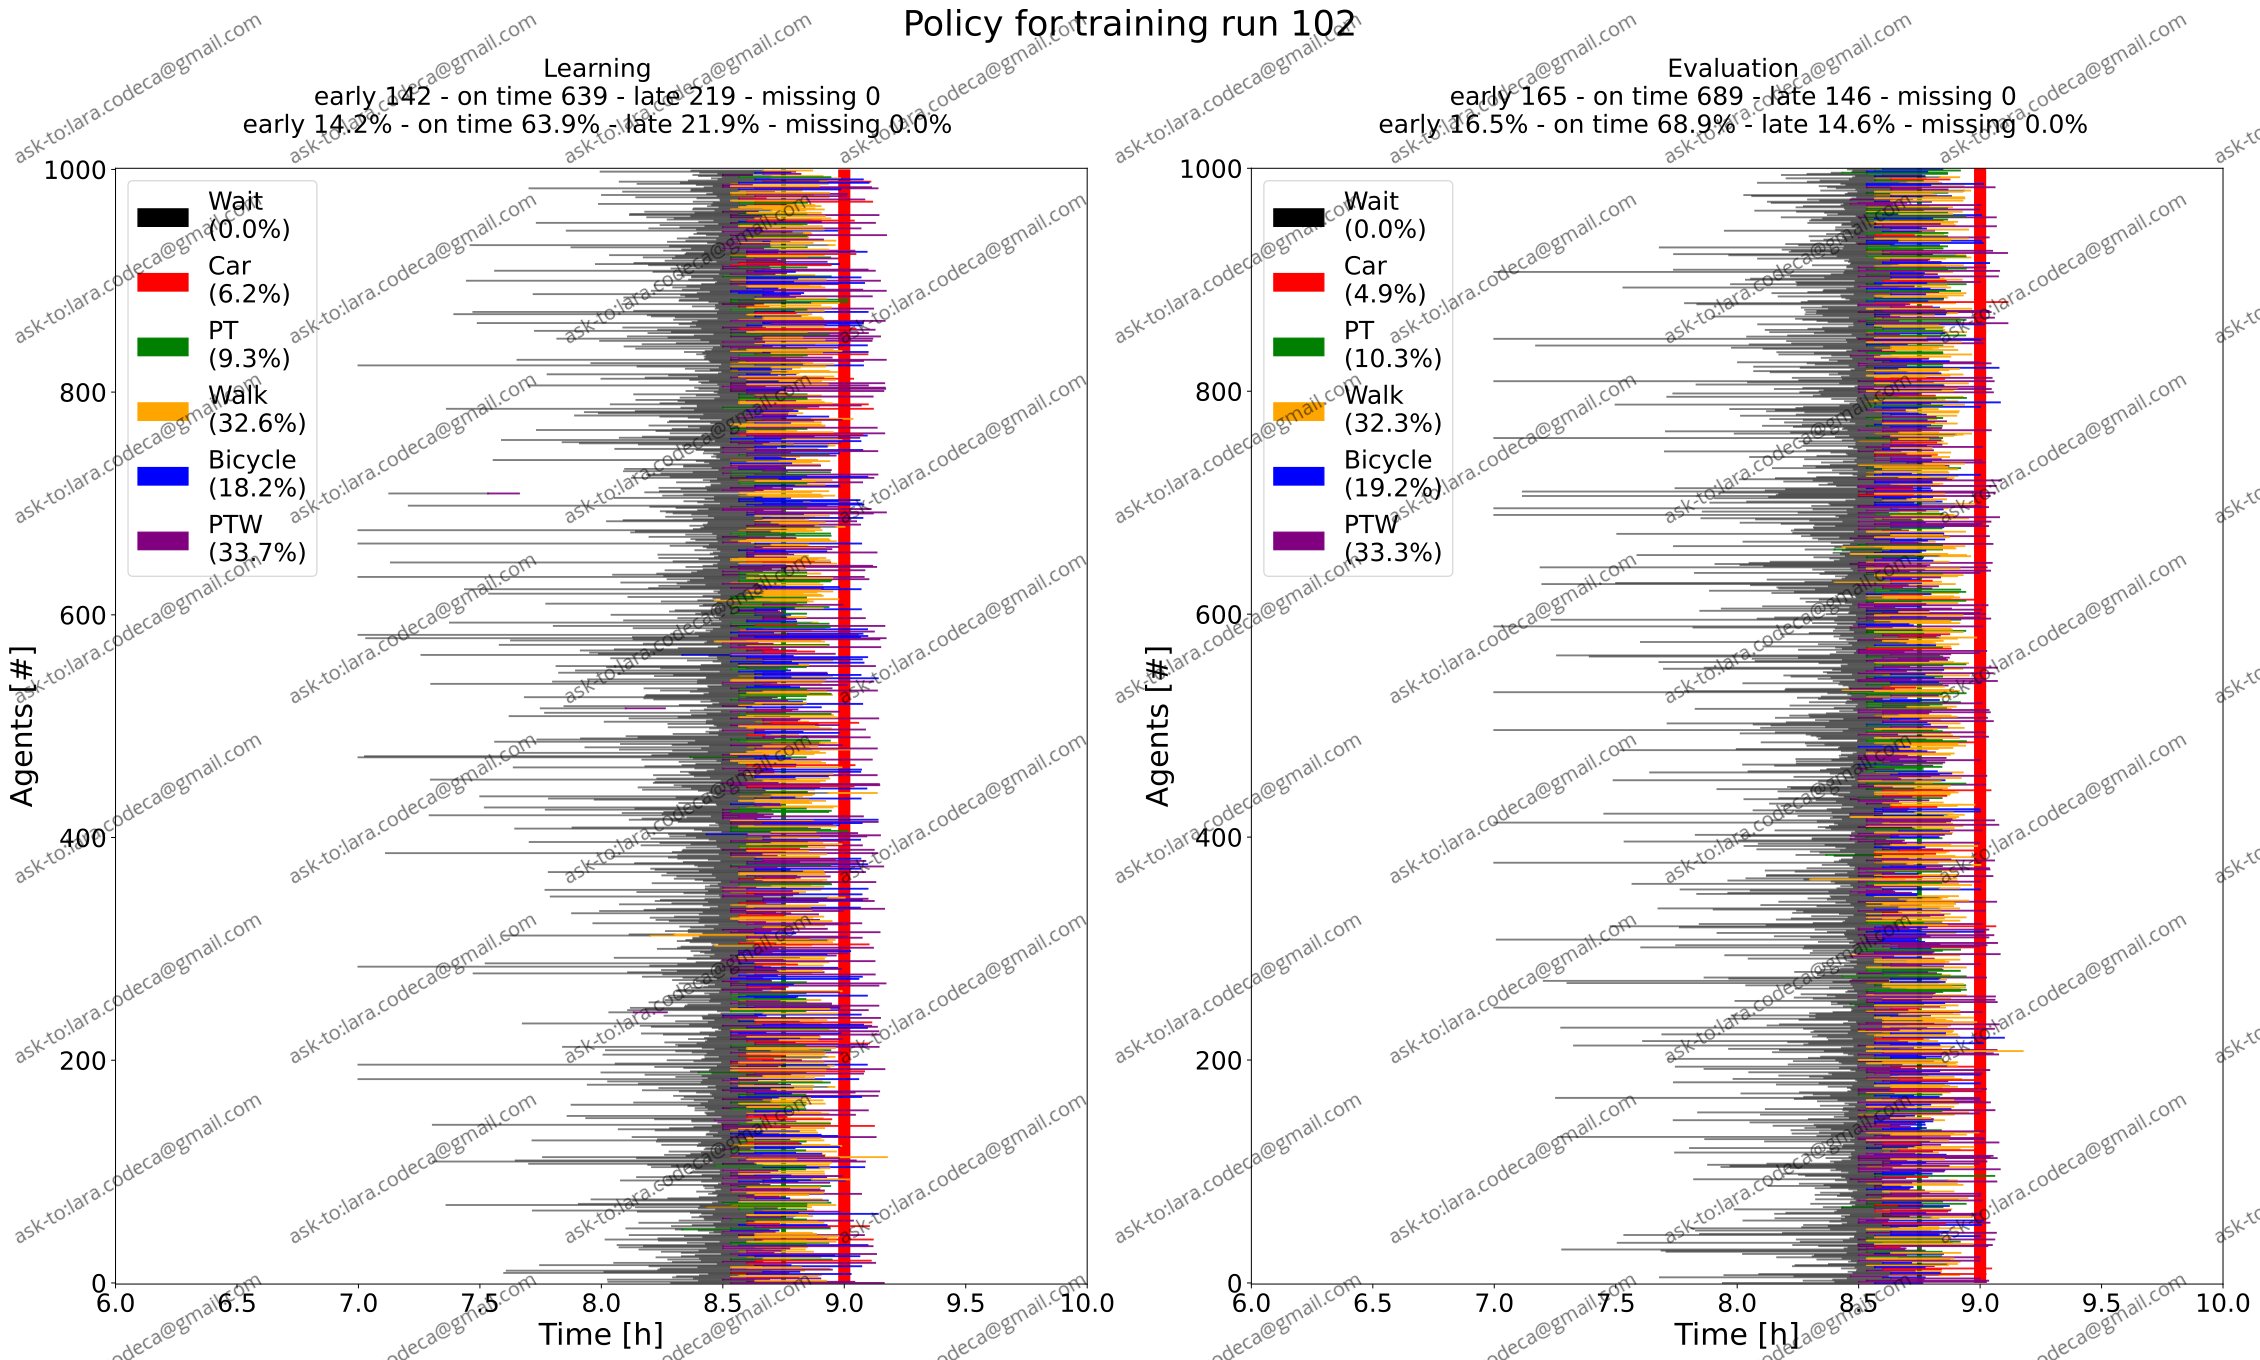 Policy for training run 102
Learning
early 142 - on time 639 - late 219 - missing 0
early 14.2% - on time 63.9% - late 21.9% - missing 0.0%
Agents [#]
1000
800
600
400
200
0
Wait
(0.0%)
Car
(6.2%)
PT
(9.3%)
Walk
(32.6%)
Bicycle
(18.2%)
PTW
(33.7%)
6.0 6.5 7.0 7.5 8.0 8.5 9.0 9.5 10.0
Time [h]
Evaluation
early 165 - on time 689 - late 146 - missing 0
early 16.5% - on time 68.9% - late 14.6% - missing 0.0%
Agents [#]
1000
800
600
400
200
0
Wait
(0.0%)
Car
(4.9%)
PT
(10.3%)
Walk
(32.3%)
Bicycle
(19.2%)
PTW
(33.3%)
6.0 6.5 7.0 7.5 8.0 8.5 9.0 9.5 10.0
Time [h]
ask-to:lara.codeca@gmail.com